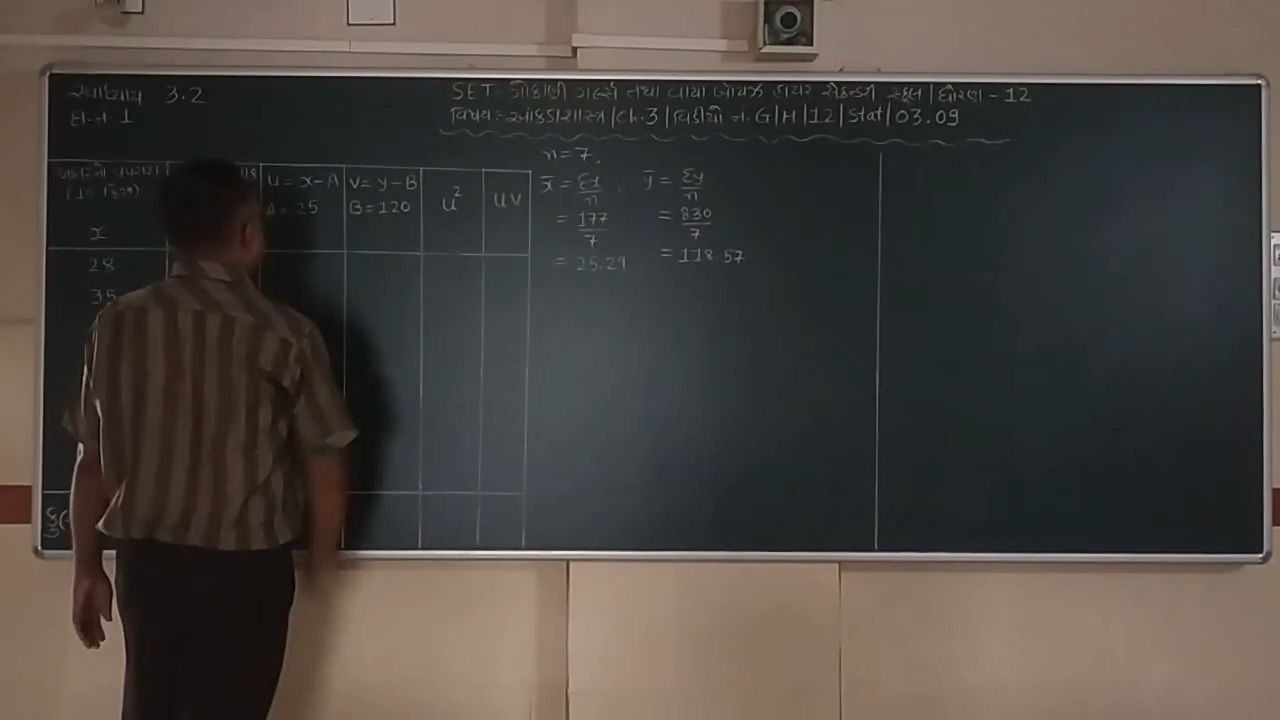 સ્વાધ્યાય 3.2
દા.નં 1
SET - ગર્લ્સ તથા બોયઝ હાયર સેકન્ડરી સ્કૂલ | ધોરણ - 12
વિષય :- આંકડાશાસ્ત્ર | Ch.3 | વિડીયો નં. G | M | 12 | Stat | 03.09
x
28
35
u = x-A
A = 25
v = y-B
B = 120
u²
uv
n = 7,
x̄ = Σx/n , ȳ = Σy/n
= 177/7 = 830/7
= 25.29 = 118.57